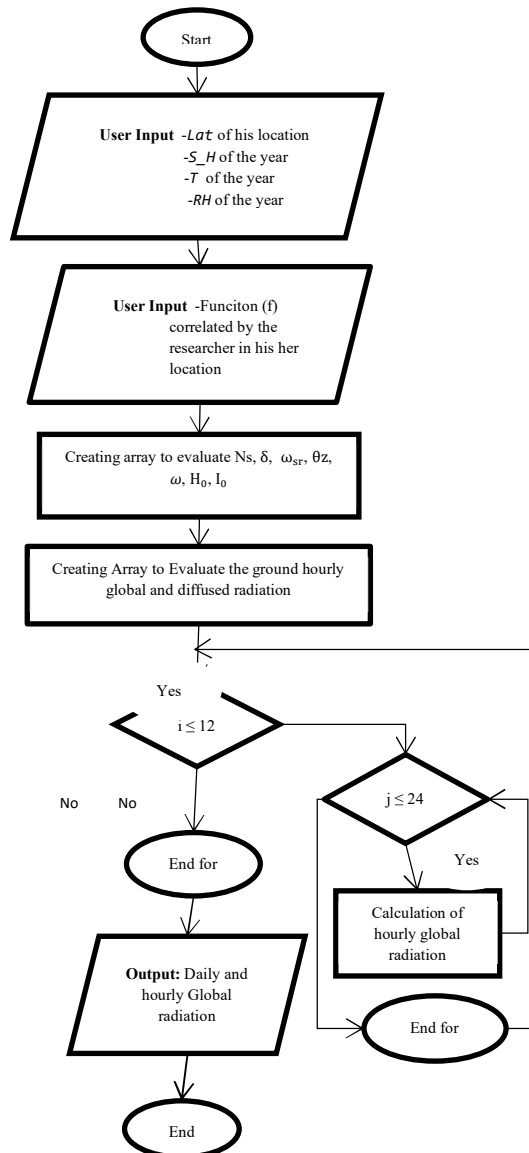 Start
User Input -Lat of his location
-S_H of the year
-T of the year
-RH of the year
User Input -Funciton (f)
correlated by the
researcher in his her
location
Creating array to evaluate Ns, δ, ω_sr, θz,
ω, H₀, I₀
Creating Array to Evaluate the ground hourly
global and diffused radiation
Yes
i ≤ 12
j ≤ 24
No No
Yes
End for
Calculation of
hourly global
radiation
Output: Daily and
hourly Global
radiation
End for
End